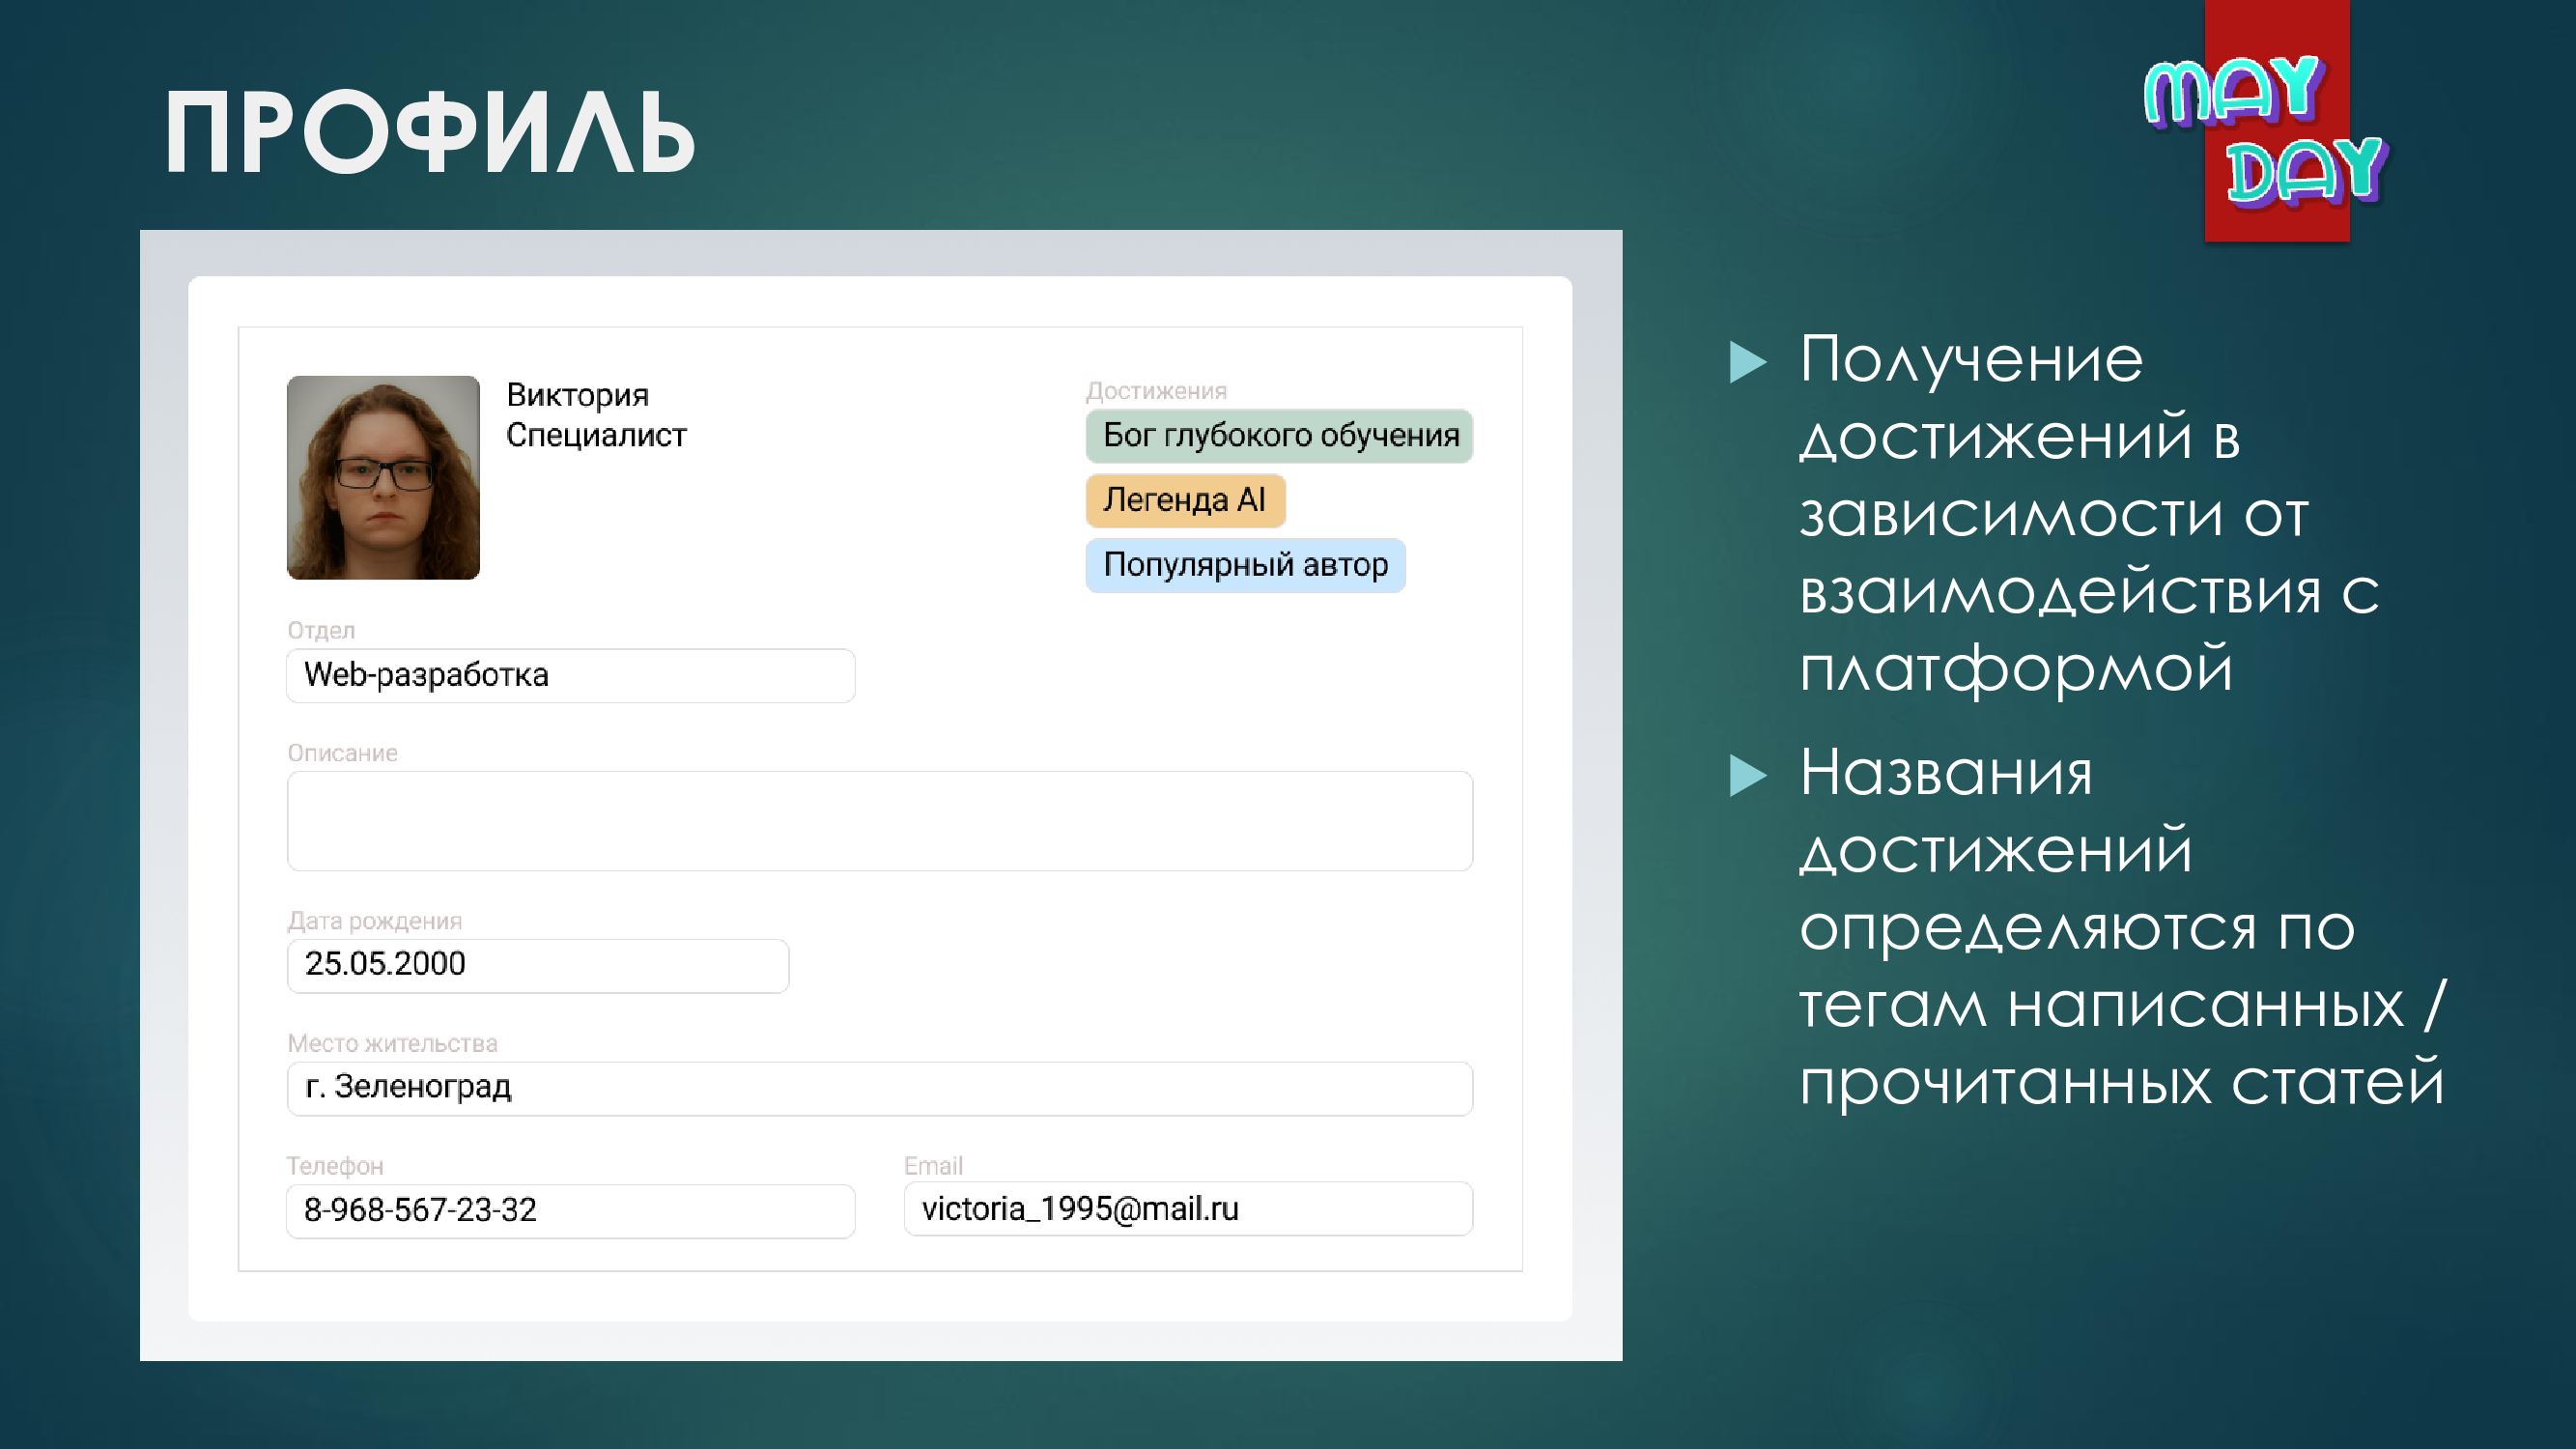 ПРОФИЛЬ
MAY
DAY
Виктория
Специалист
Достижения
Бог глубокого обучения
Легенда AI
Популярный автор
Отдел
Web-разработка
Описание
Дата рождения
25.05.2000
Место жительства
г. Зеленоград
Телефон
8-968-567-23-32
Email
victoria_1995@mail.ru
Получение
достижений в
зависимости от
взаимодействия с
платформой
Названия
достижений
определяются по
тегам написанных /
прочитанных статей